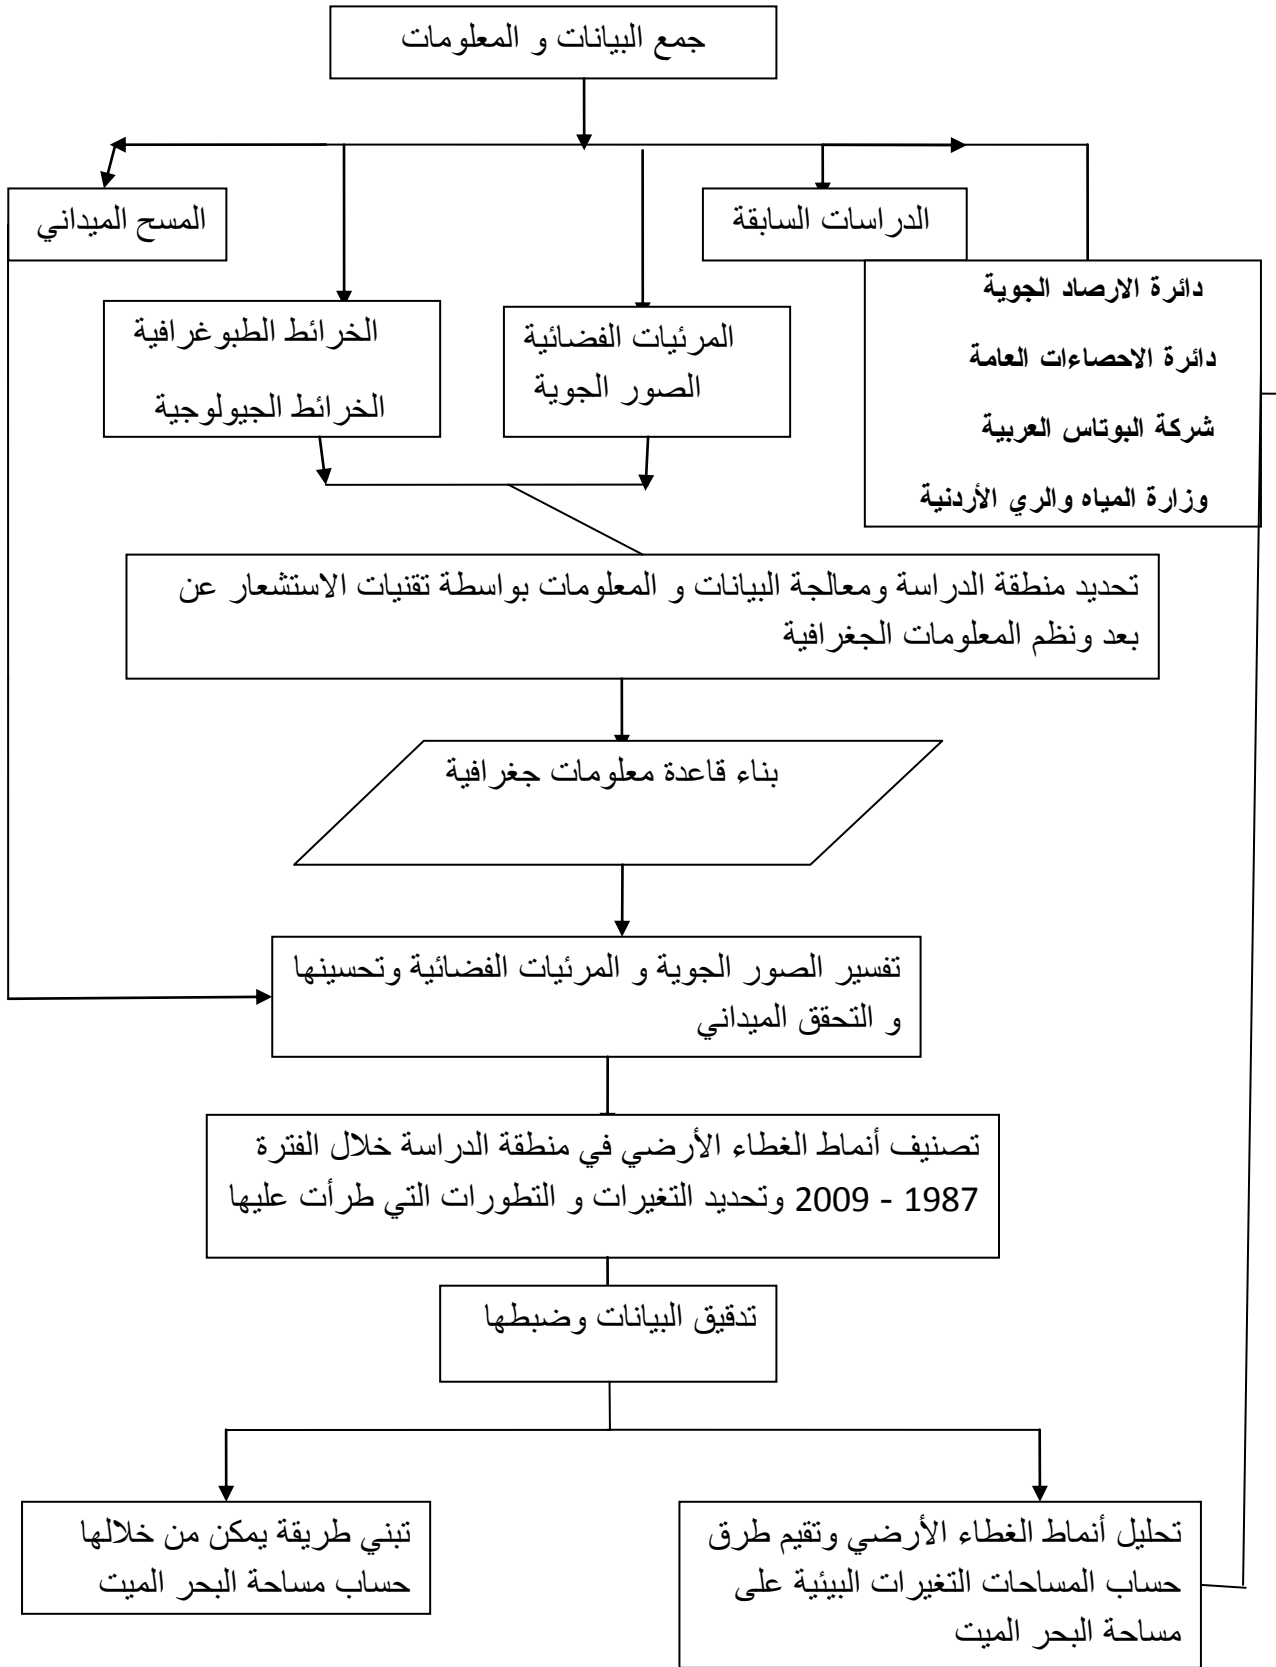 جمع البيانات و المعلومات
الدراسات السابقة
المسح الميداني
دائرة الارصاد الجوية
دائرة الاحصاءات العامة
شركة البوتاس العربية
وزارة المياه والري الأردنية
المرئيات الفضائية
الصور الجوية
الخرائط الطبوغرافية
الخرائط الجيولوجية
تحديد منطقة الدراسة ومعالجة البيانات و المعلومات بواسطة تقنيات الاستشعار عن
بعد ونظم المعلومات الجغرافية
بناء قاعدة معلومات جغرافية
تفسير الصور الجوية و المرئيات الفضائية وتحسينها
و التحقق الميداني
تصنيف أنماط الغطاء الأرضي في منطقة الدراسة خلال الفترة
1987 - 2009 وتحديد التغيرات و التطورات التي طرأت عليها
تدقيق البيانات وضبطها
تحليل أنماط الغطاء الأرضي وتقيم طرق
حساب المساحات التغيرات البيئية على
مساحة البحر الميت
تبني طريقة يمكن من خلالها
حساب مساحة البحر الميت